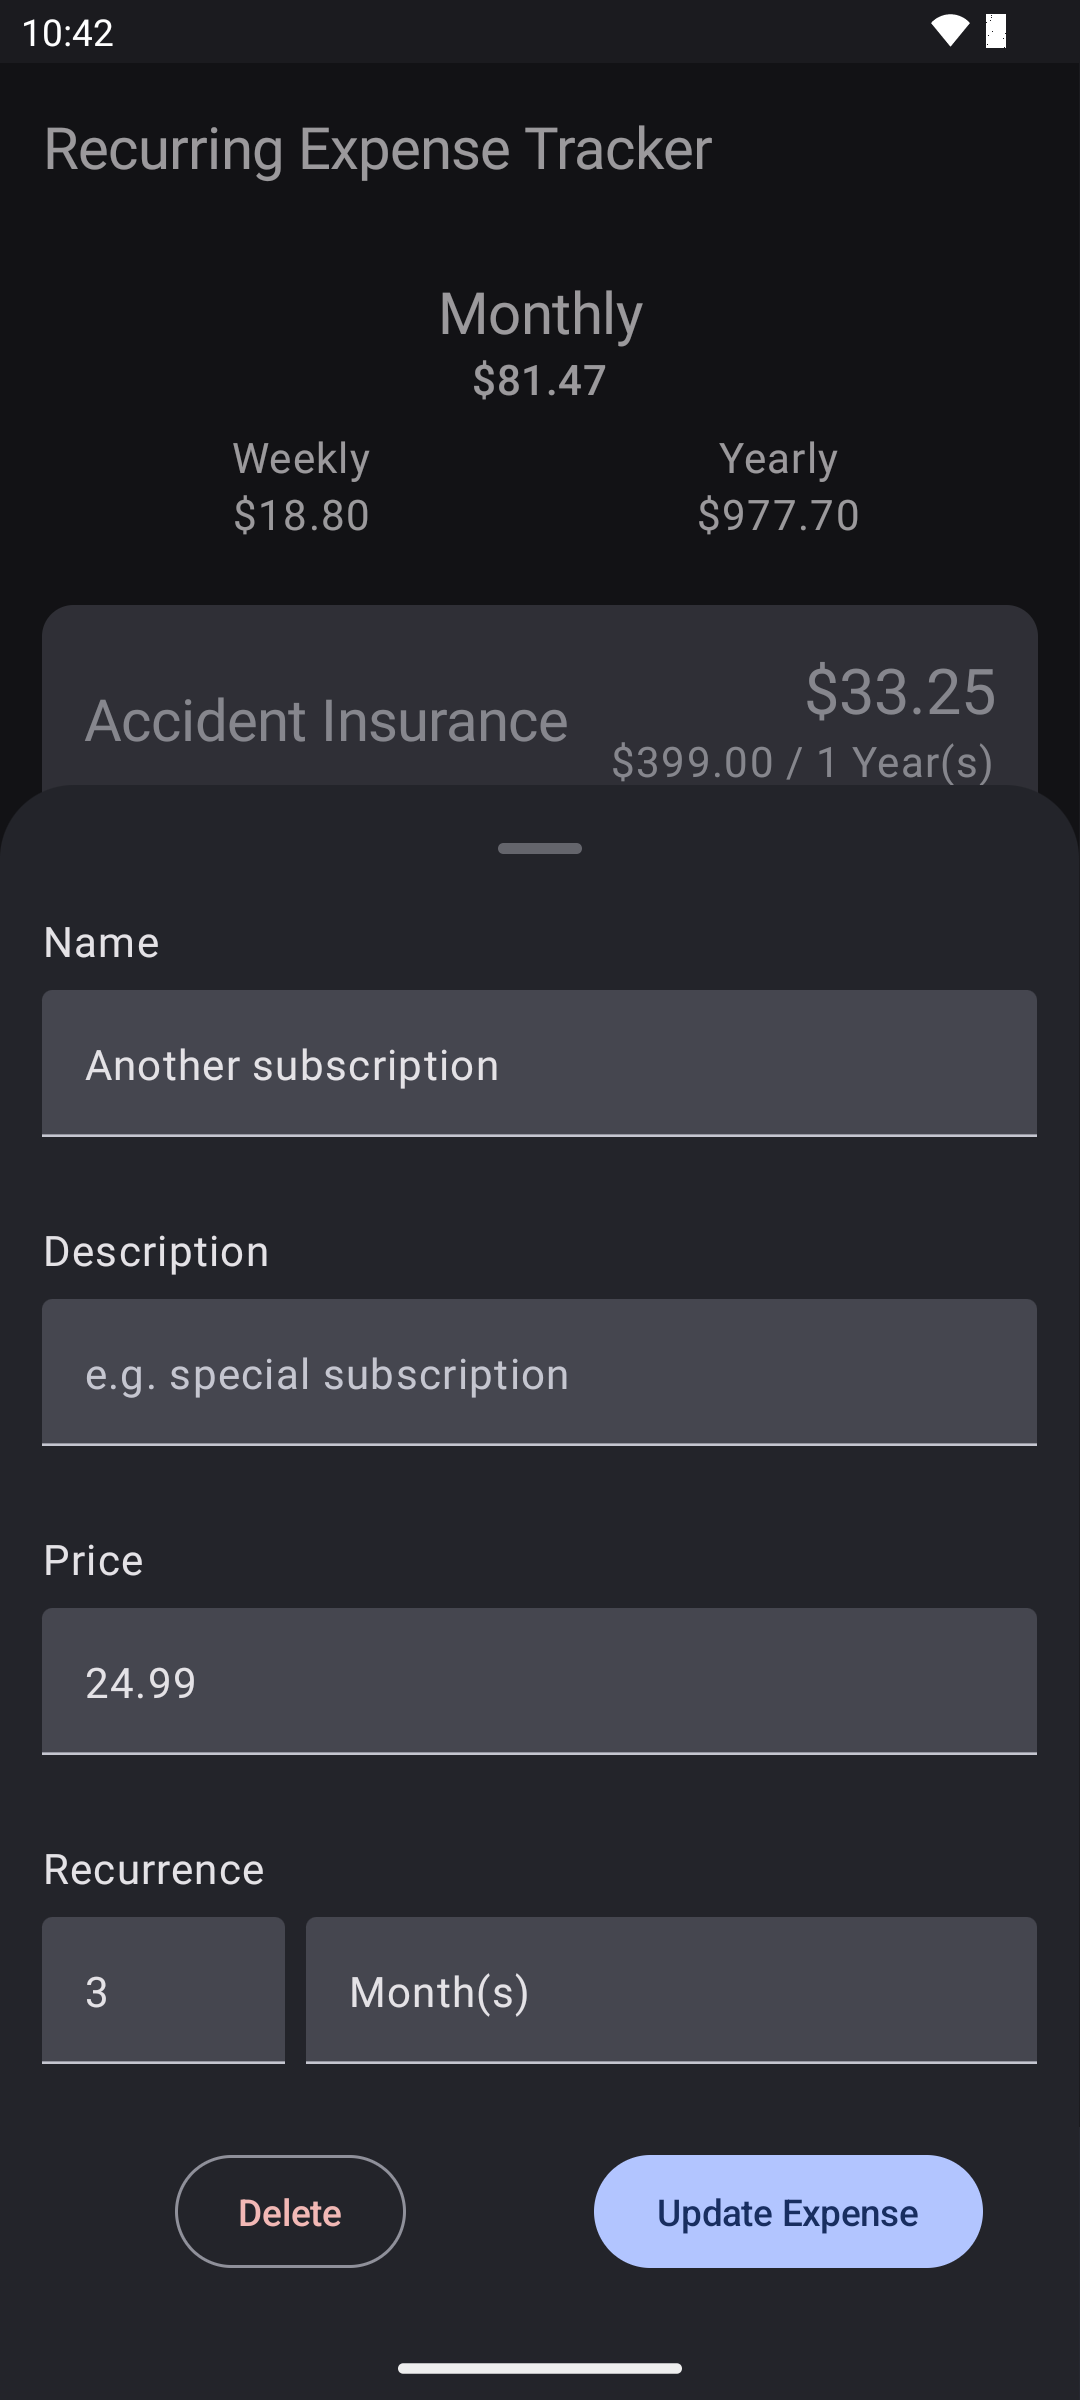 10:42
Recurring Expense Tracker
Monthly
$81.47
Weekly
Yearly
$18.80
$977.70
Accident Insurance
$33.25
$399.00 / 1 Year(s)
Name
Another subscription
Description
e.g. special subscription
Price
24.99
Recurrence
3
Month(s)
Delete
Update Expense